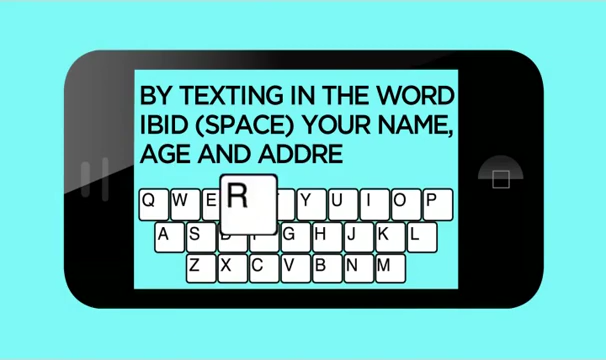 BY TEXTING IN THE WORD
IBID (SPACE) YOUR NAME,
AGE AND ADDRE
R
Q W E Y U I O P
A S D F G H J K L
Z X C V B N M